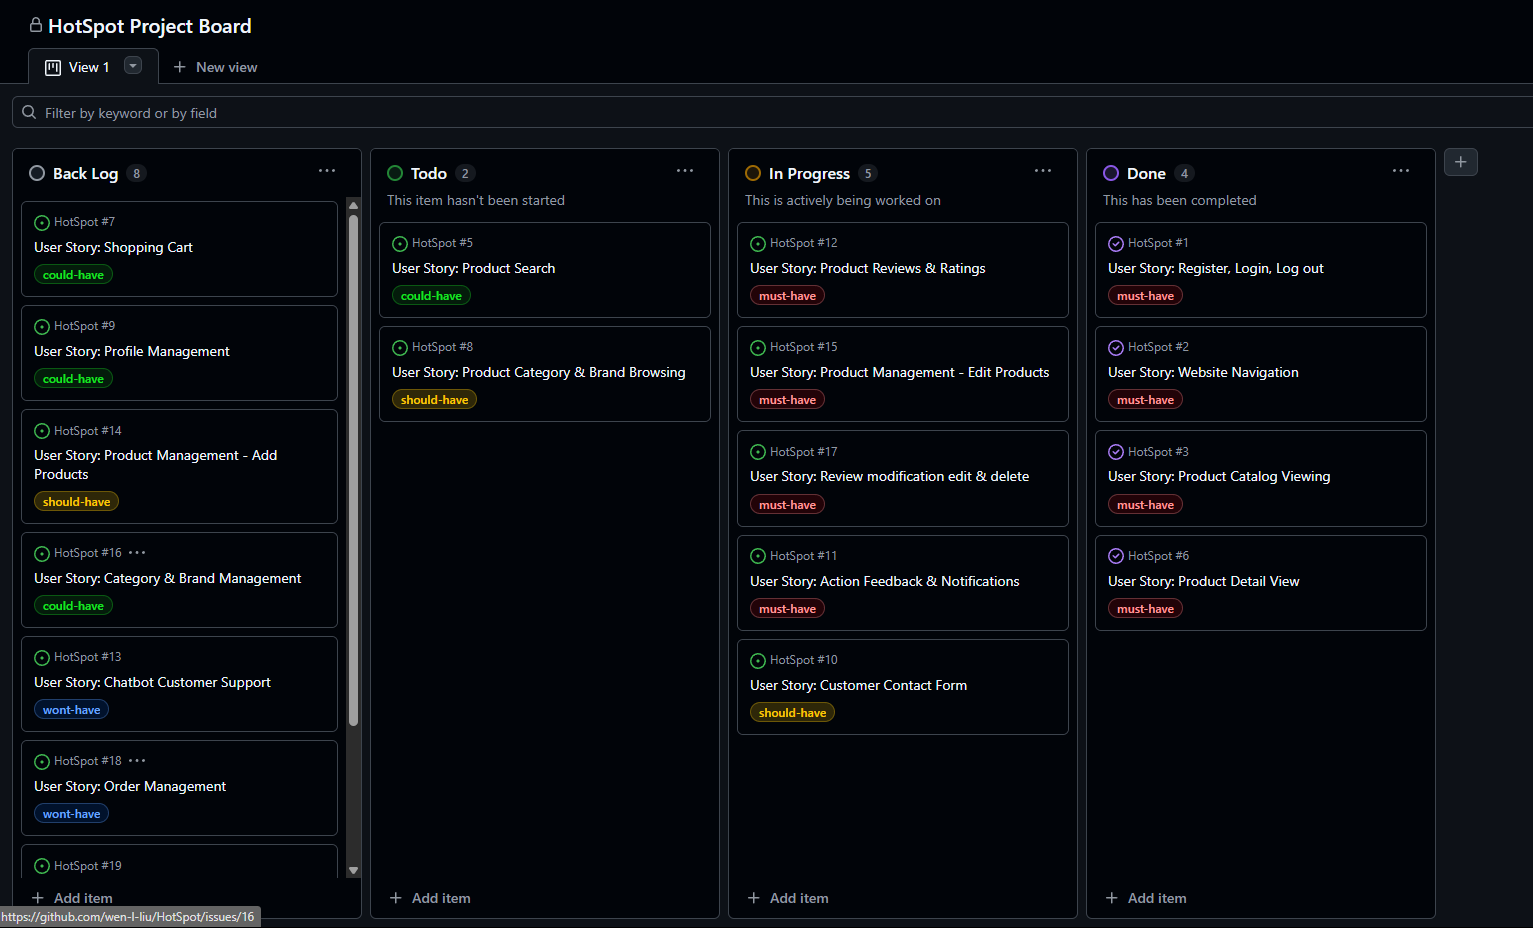 HotSpot Project Board
View 1
New view
Filter by keyword or by field
Back Log 8
HotSpot #7
User Story: Shopping Cart
could-have
HotSpot #9
User Story: Profile Management
could-have
HotSpot #14
User Story: Product Management - Add
Products
should-have
HotSpot #16
User Story: Category & Brand Management
could-have
HotSpot #13
User Story: Chatbot Customer Support
wont-have
HotSpot #18
User Story: Order Management
wont-have
HotSpot #19
Add item
Todo 2
This item hasn't been started
HotSpot #5
User Story: Product Search
could-have
HotSpot #8
User Story: Product Category & Brand Browsing
should-have
Add item
In Progress 5
This is actively being worked on
HotSpot #12
User Story: Product Reviews & Ratings
must-have
HotSpot #15
User Story: Product Management - Edit Products
must-have
HotSpot #17
User Story: Review modification edit & delete
must-have
HotSpot #11
User Story: Action Feedback & Notifications
must-have
HotSpot #10
User Story: Customer Contact Form
should-have
Add item
Done 4
This has been completed
HotSpot #1
User Story: Register, Login, Log out
must-have
HotSpot #2
User Story: Website Navigation
must-have
HotSpot #3
User Story: Product Catalog Viewing
must-have
HotSpot #6
User Story: Product Detail View
must-have
Add item
https://github.com/wen-l-liu/HotSpot/issues/16